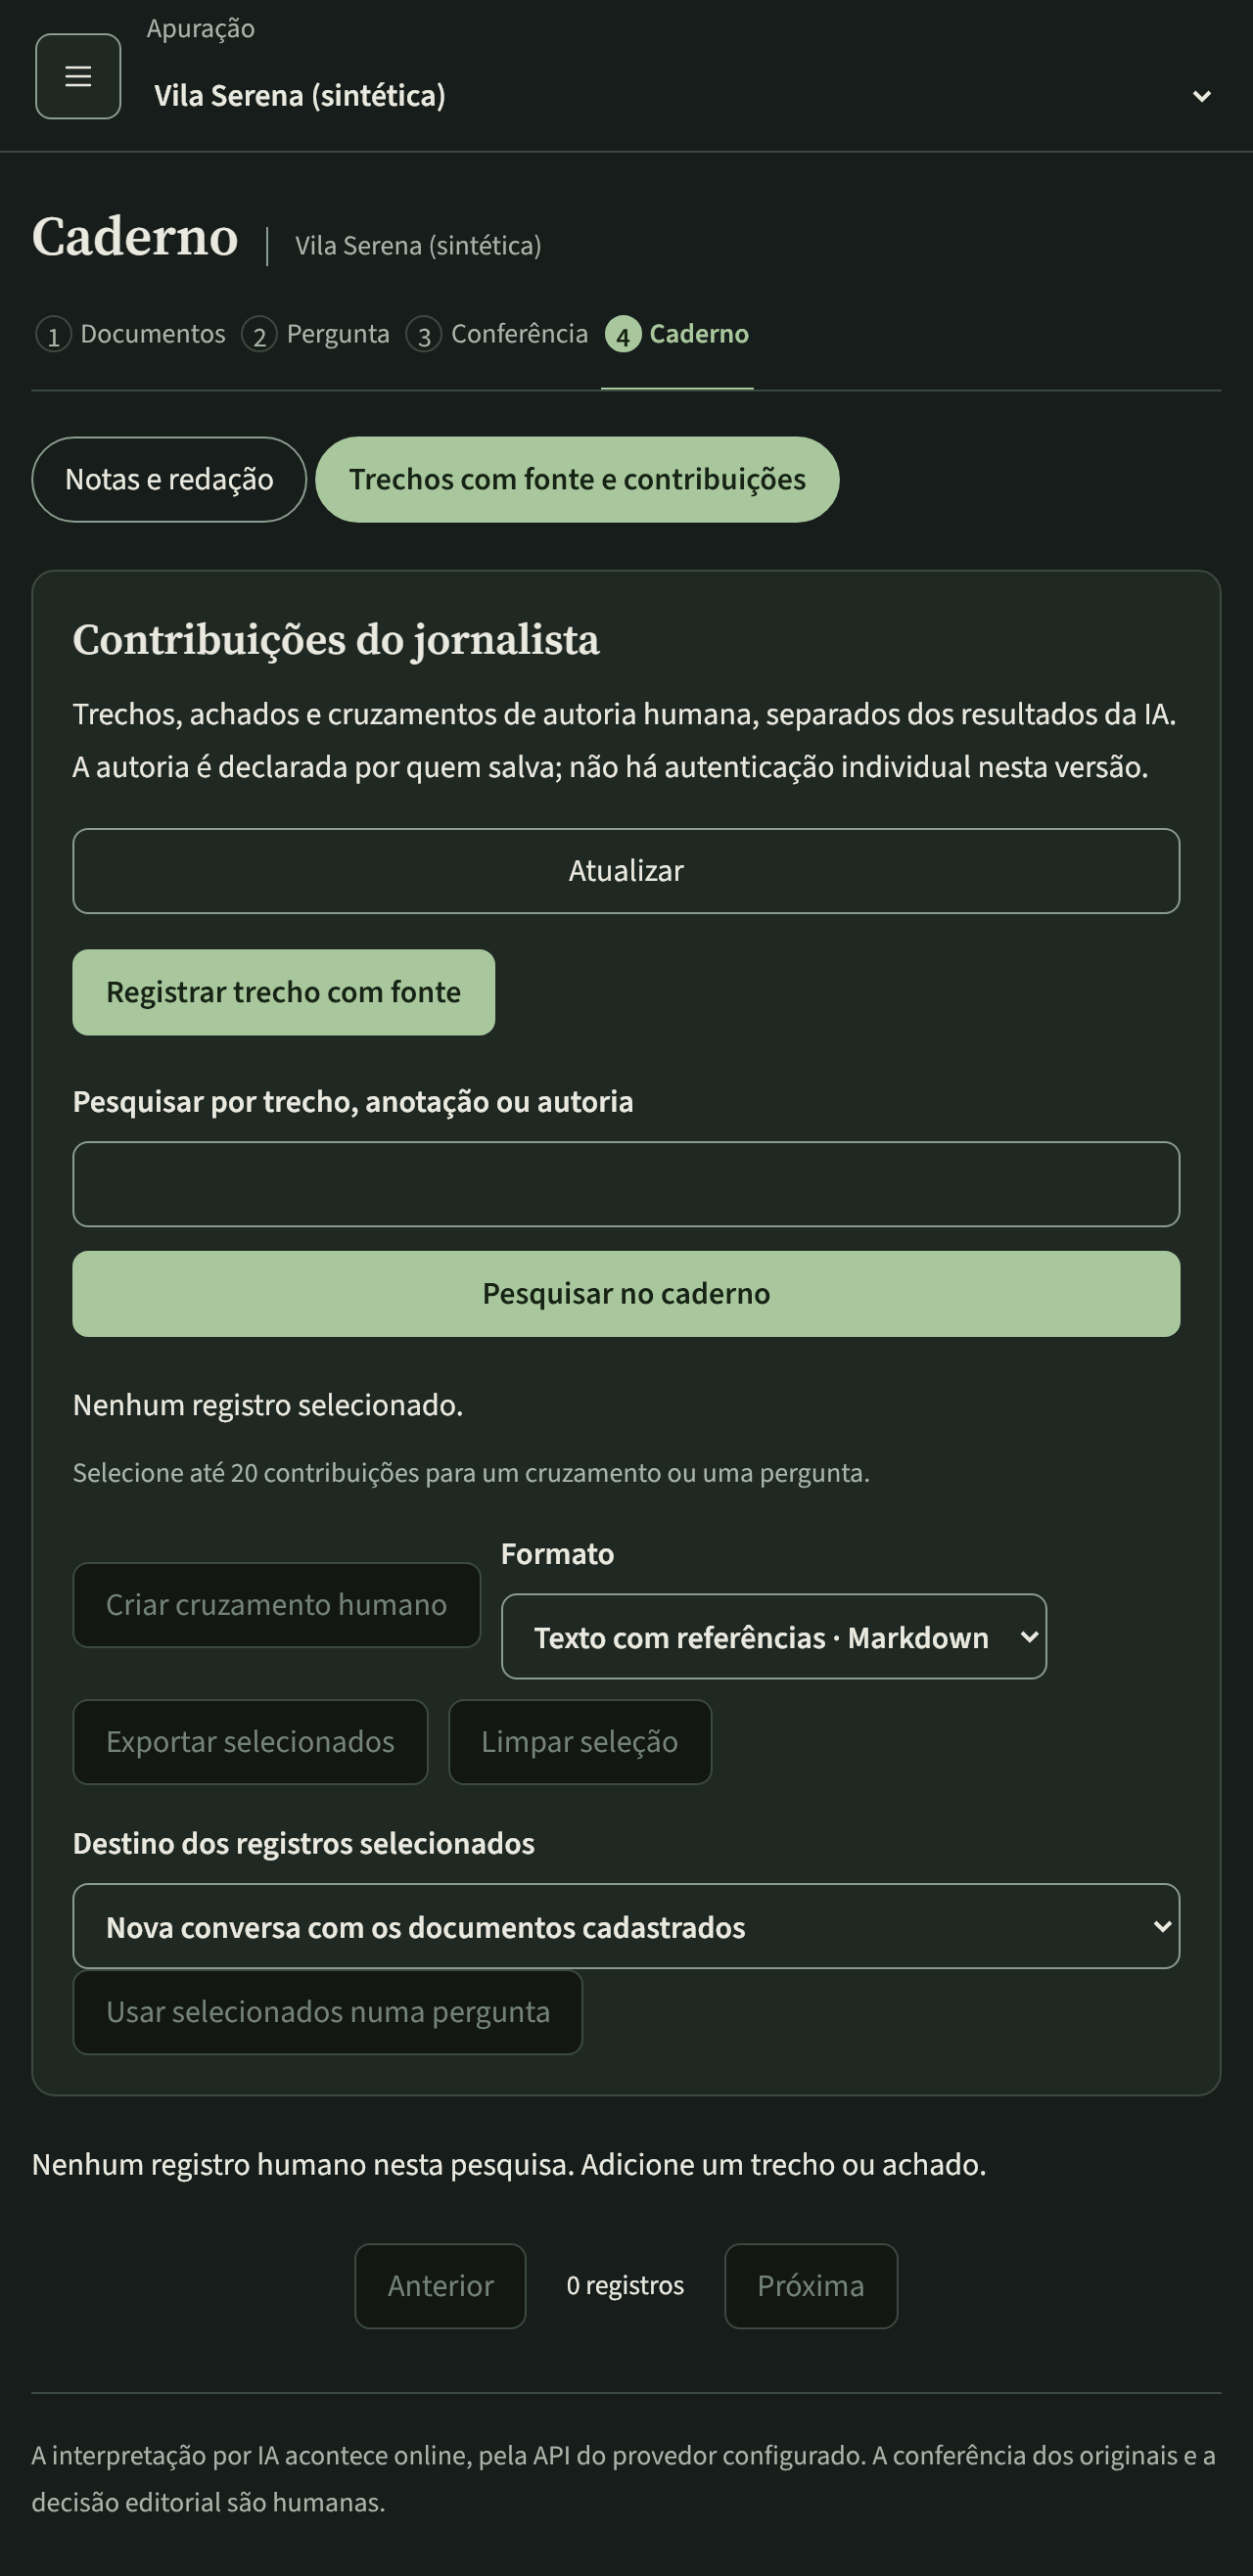 Apuração
Vila Serena (sintética)
Caderno
Vila Serena (sintética)
1 Documentos 2 Pergunta 3 Conferência 4 Caderno
Notas e redação Trechos com fonte e contribuições
Contribuições do jornalista
Trechos, achados e cruzamentos de autoria humana, separados dos resultados da IA.
A autoria é declarada por quem salva; não há autenticação individual nesta versão.
Atualizar
Registrar trecho com fonte
Pesquisar por trecho, anotação ou autoria
Pesquisar no caderno
Nenhum registro selecionado.
Selecione até 20 contribuições para um cruzamento ou uma pergunta.
Criar cruzamento humano
Formato
Texto com referências · Markdown
Exportar selecionados Limpar seleção
Destino dos registros selecionados
Nova conversa com os documentos cadastrados
Usar selecionados numa pergunta
Nenhum registro humano nesta pesquisa. Adicione um trecho ou achado.
Anterior 0 registros Próxima
A interpretação por IA acontece online, pela API do provedor configurado. A conferência dos originais e a
decisão editorial são humanas.